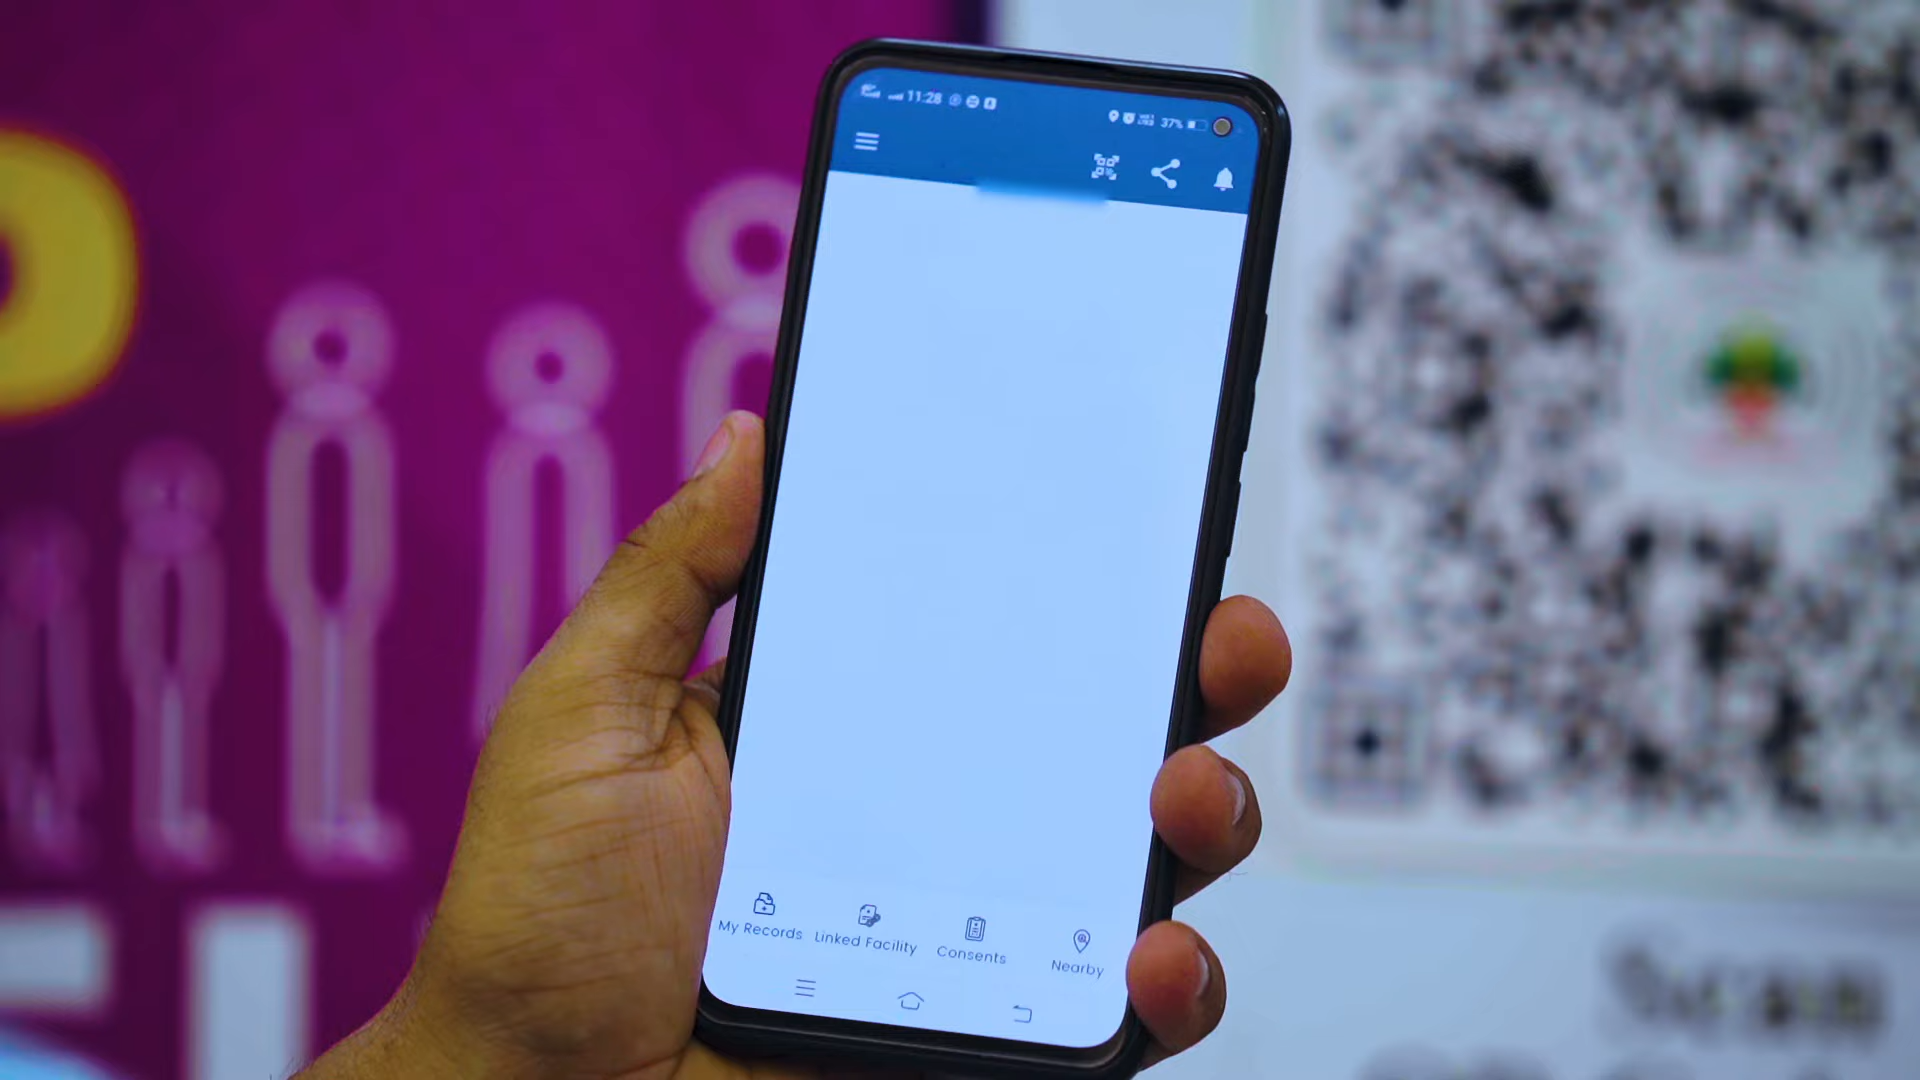 11:28
37%
My Records
Linked Facility
Consents
Nearby